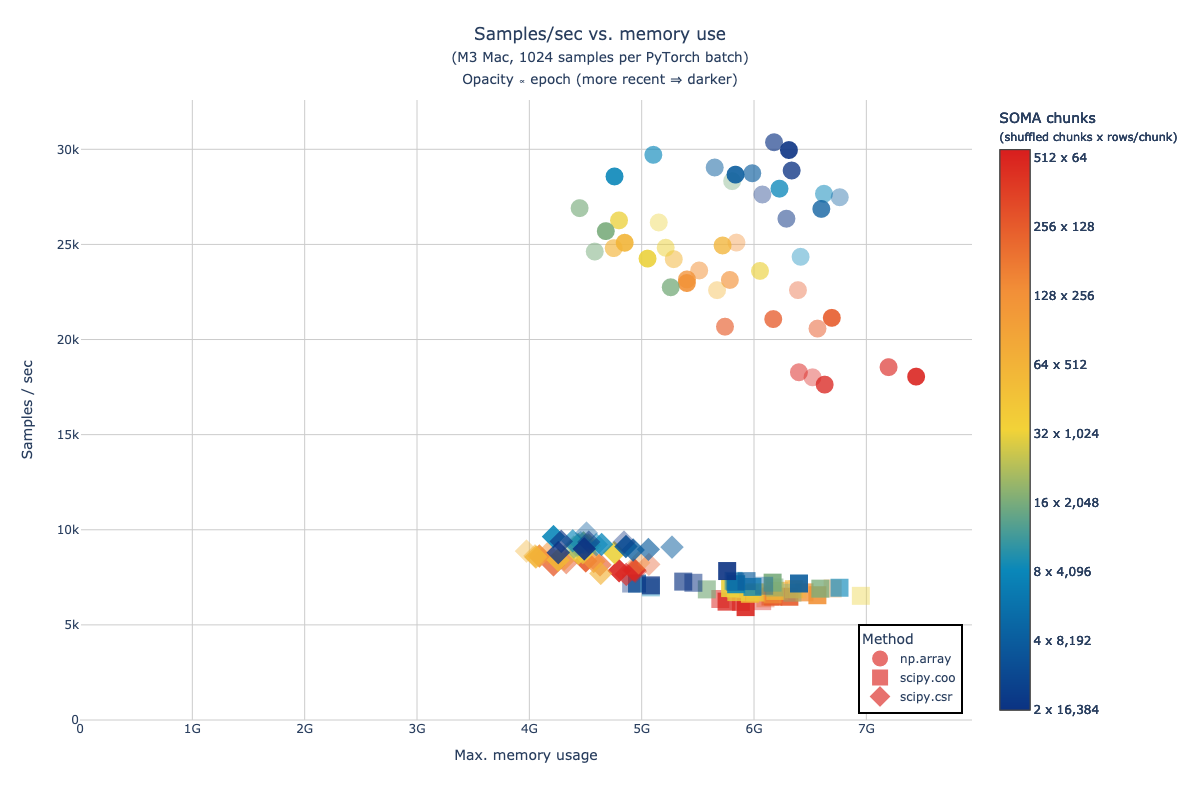 Samples/sec vs. memory use
(M3 Mac, 1024 samples per PyTorch batch)
Opacity ∝ epoch (more recent ⇒ darker)
SOMA chunks
(shuffled chunks x rows/chunk)
512 x 64
256 x 128
128 x 256
64 x 512
32 x 1,024
16 x 2,048
8 x 4,096
4 x 8,192
2 x 16,384
Samples / sec
30k
25k
20k
15k
10k
5k
0
0
1G
2G
3G
4G
5G
6G
7G
Max. memory usage
Method
np.array
scipy.coo
scipy.csr